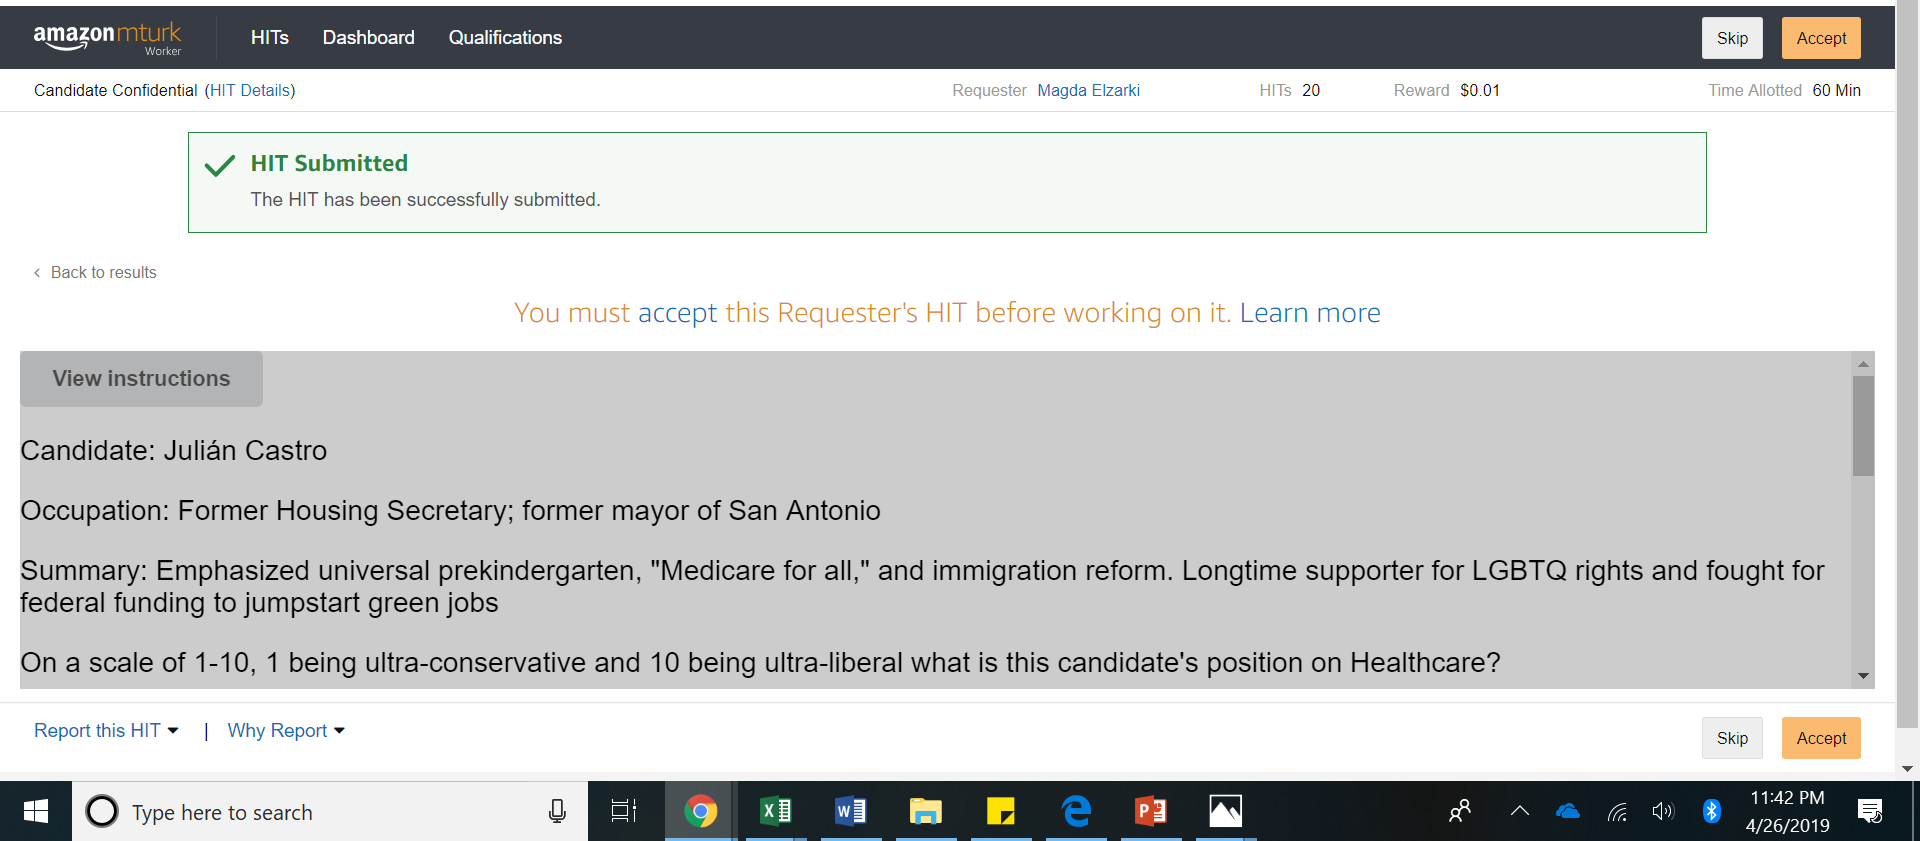 amazonmturk
Worker
HITs Dashboard Qualifications
Skip Accept
Candidate Confidential (HIT Details) Requester Magda Elzarki HITs 20 Reward $0.01 Time Allotted 60 Min
HIT Submitted
The HIT has been successfully submitted.
Back to results
You must accept this Requester's HIT before working on it. Learn more
View instructions
Candidate: Julián Castro
Occupation: Former Housing Secretary; former mayor of San Antonio
Summary: Emphasized universal prekindergarten, "Medicare for all," and immigration reform. Longtime supporter for LGBTQ rights and fought for
federal funding to jumpstart green jobs
On a scale of 1-10, 1 being ultra-conservative and 10 being ultra-liberal what is this candidate's position on Healthcare?
Report this HIT | Why Report
Skip Accept
Type here to search
11:42 PM
4/26/2019